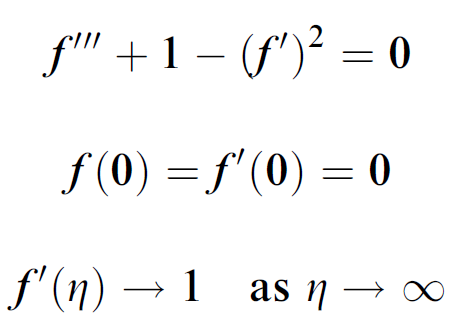 f''' + 1 − (f')² = 0
f(0) = f'(0) = 0
f'(η) → 1 as η → ∞